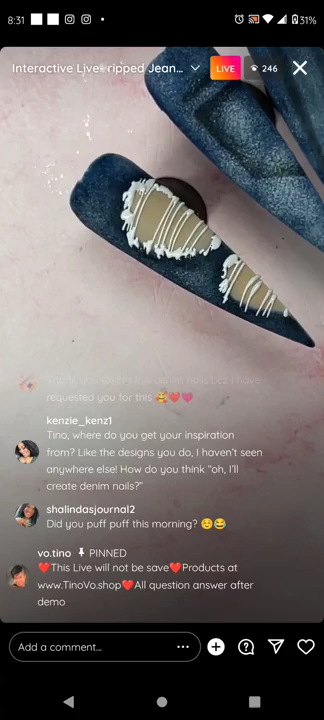 8:31
31%
Interactive Live- ripped Jean...
LIVE
246
requested you for this 🥰❤️💓
kenzie_kenz1
Tino, where do you get your inspiration
from? Like the designs you do, I haven't seen
anywhere else! How do you think "oh, I'll
create denim nails?"
shalindasjournal2
Did you puff puff this morning? ☺️😂
vo.tino PINNED
❤️This Live will not be save❤️Products at
www.TinoVo.shop❤️All question answer after
demo
Add a comment...